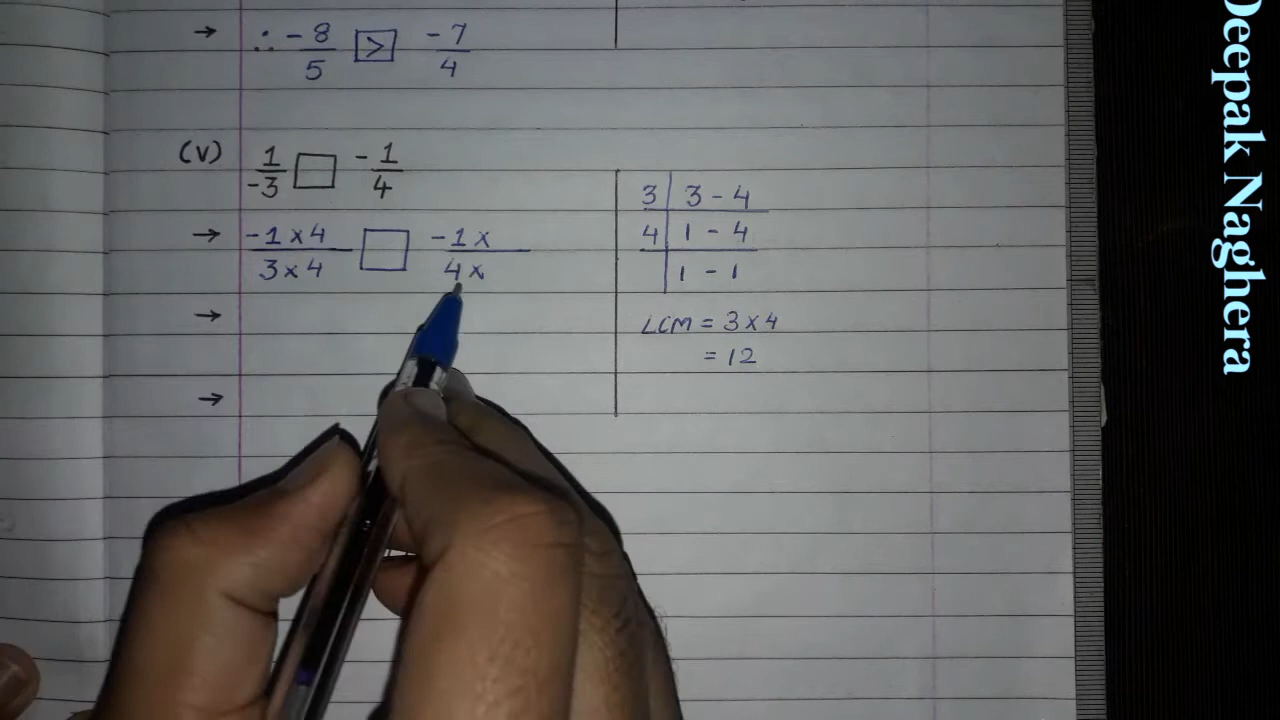 → ∴ -8/5 [>] -7/4
(V) 1/-3 □ -1/4
→ -1×4/3×4 □ -1×/4×
→
→
3 | 3 - 4
4 | 1 - 4
| 1 - 1
LCM = 3×4
= 12
Deepak Naghera